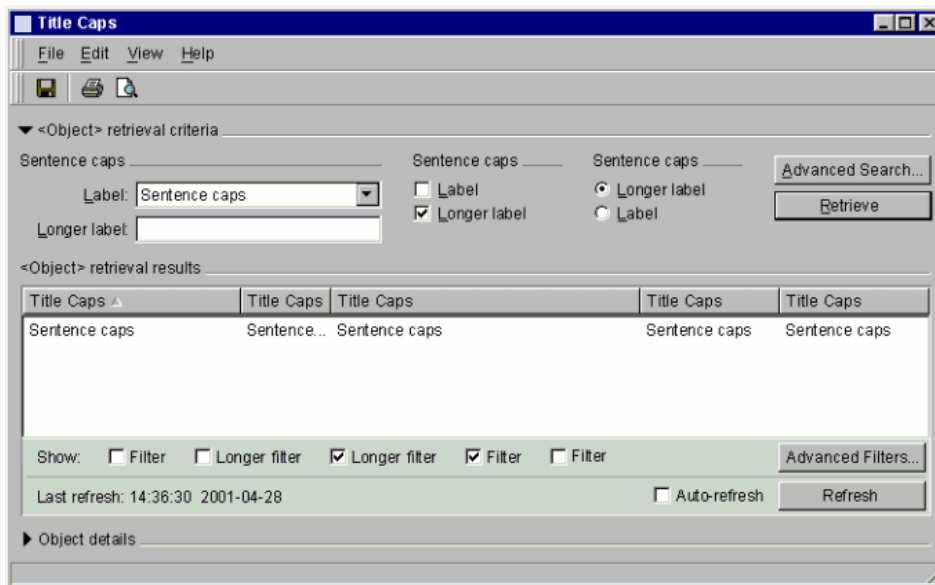 Title Caps
File Edit View Help
<Object> retrieval criteria
Sentence caps Sentence caps Sentence caps
Label: Sentence caps Label Longer label Advanced Search...
Longer label: Longer label Label Retrieve
<Object> retrieval results
Title Caps Title Caps Title Caps Title Caps Title Caps
Sentence caps Sentence... Sentence caps Sentence caps Sentence caps
Show: Filter Longer filter Longer filter Filter Filter Advanced Filters...
Last refresh: 14:36:30 2001-04-28 Auto-refresh Refresh
Object details